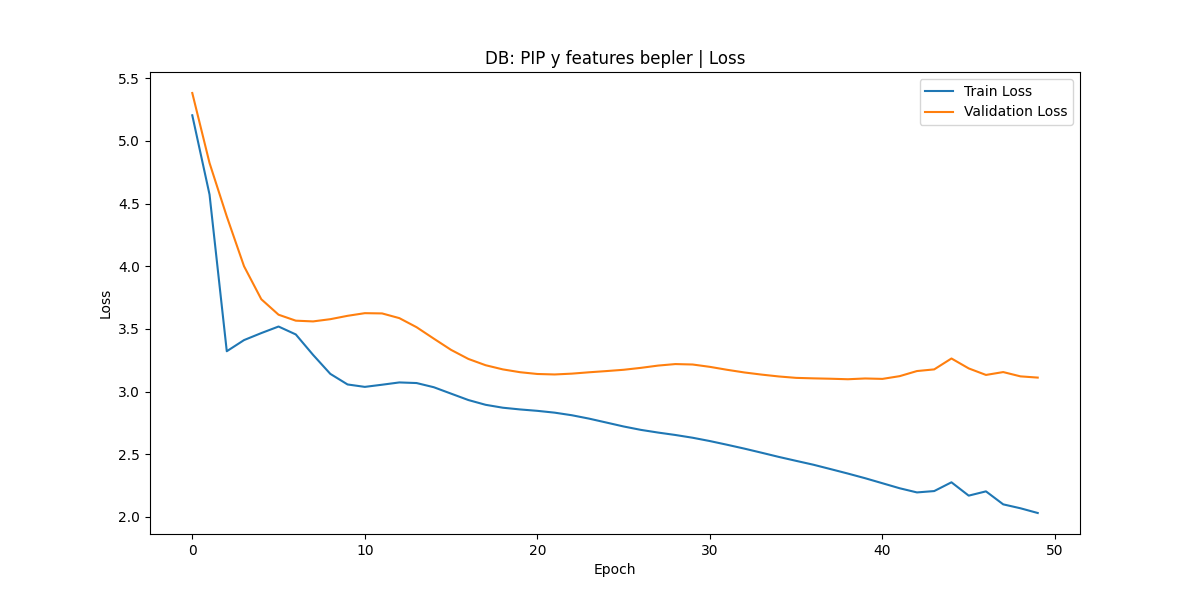 DB: PIP y features bepler | Loss
Train Loss
Validation Loss
Loss
5.5
5.0
4.5
4.0
3.5
3.0
2.5
2.0
0 10 20 30 40 50
Epoch